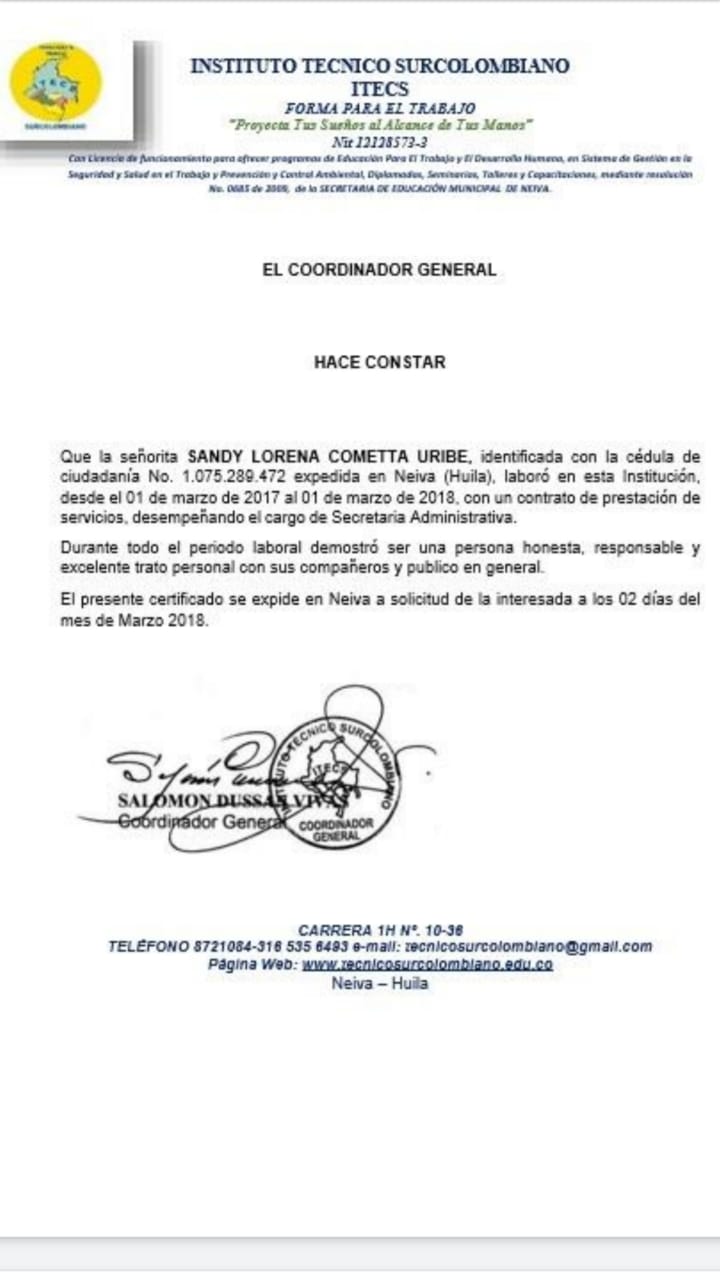 INSTITUTO TECNICO SURCOLOMBIANO
ITECS
FORMA PARA EL TRABAJO
"Proyecta Tus Sueños al Alcance de Tus Manos"
Nit 12128573-3
Con Licencia de funcionamiento para ofrecer programas de Educación Para El Trabajo y El Desarrollo Humano, en Sistema de Gestión en la
Seguridad y Salud en el Trabajo y Prevención y Control Ambiental, Diplomados, Seminarios, Talleres y Capacitaciones, mediante resolución
No. 0685 de 2009, de la SECRETARIA DE EDUCACIÓN MUNICIPAL DE NEIVA.
ITECS
SURCOLOMBIANO
EL COORDINADOR GENERAL
HACE CONSTAR
Que la señorita SANDY LORENA COMETTA URIBE, identificada con la cédula de
ciudadanía No. 1.075.289.472 expedida en Neiva (Huila), laboró en esta Institución,
desde el 01 de marzo de 2017 al 01 de marzo de 2018, con un contrato de prestación de
servicios, desempeñando el cargo de Secretaria Administrativa.
Durante todo el periodo laboral demostró ser una persona honesta, responsable y
excelente trato personal con sus compañeros y publico en general.
El presente certificado se expide en Neiva a solicitud de la interesada a los 02 días del
mes de Marzo 2018.
SALOMON DUSSAN VIVAS
Coordinador General
INSTITUTO TECNICO SURCOLOMBIANO
ITECS
COORDINADOR
GENERAL
CARRERA 1H Nº. 10-36
TELÉFONO 8721084-316 535 6493 e-mail: tecnicosurcolombiano@gmail.com
Página Web: www.tecnicosurcolombiano.edu.co
Neiva – Huila